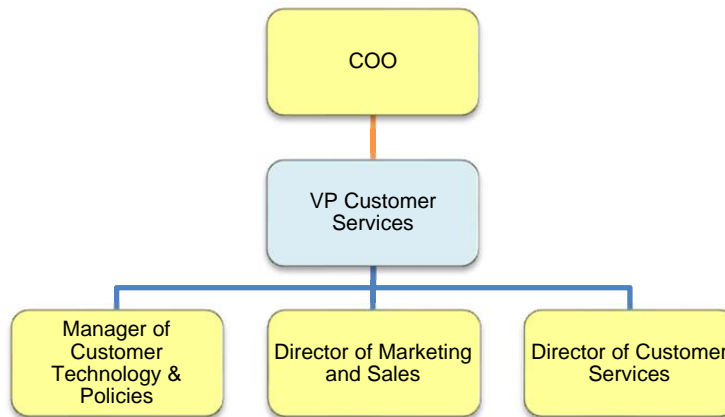 COO
VP Customer
Services
Manager of
Customer
Technology &
Policies
Director of Marketing
and Sales
Director of Customer
Services